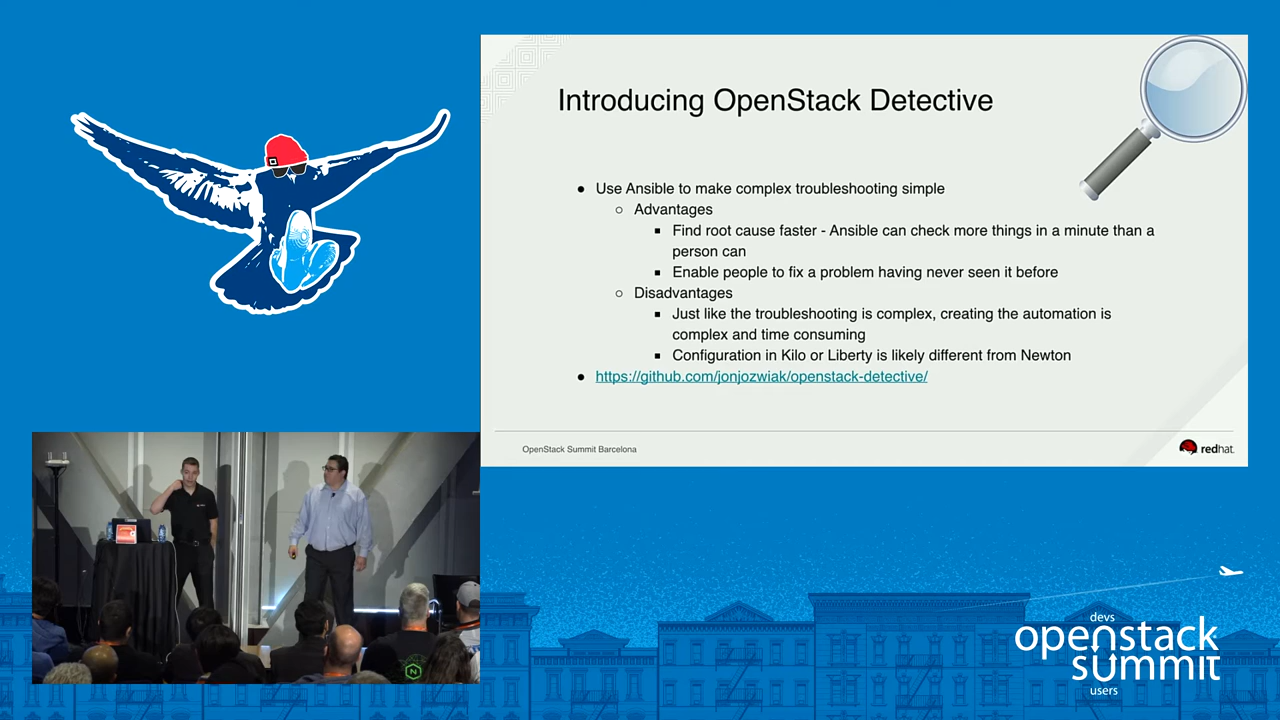 Introducing OpenStack Detective
● Use Ansible to make complex troubleshooting simple
○ Advantages
▪ Find root cause faster - Ansible can check more things in a minute than a
person can
▪ Enable people to fix a problem having never seen it before
○ Disadvantages
▪ Just like the troubleshooting is complex, creating the automation is
complex and time consuming
▪ Configuration in Kilo or Liberty is likely different from Newton
● https://github.com/jonjozwiak/openstack-detective/
OpenStack Summit Barcelona
redhat.
devs
openstack
summit
users